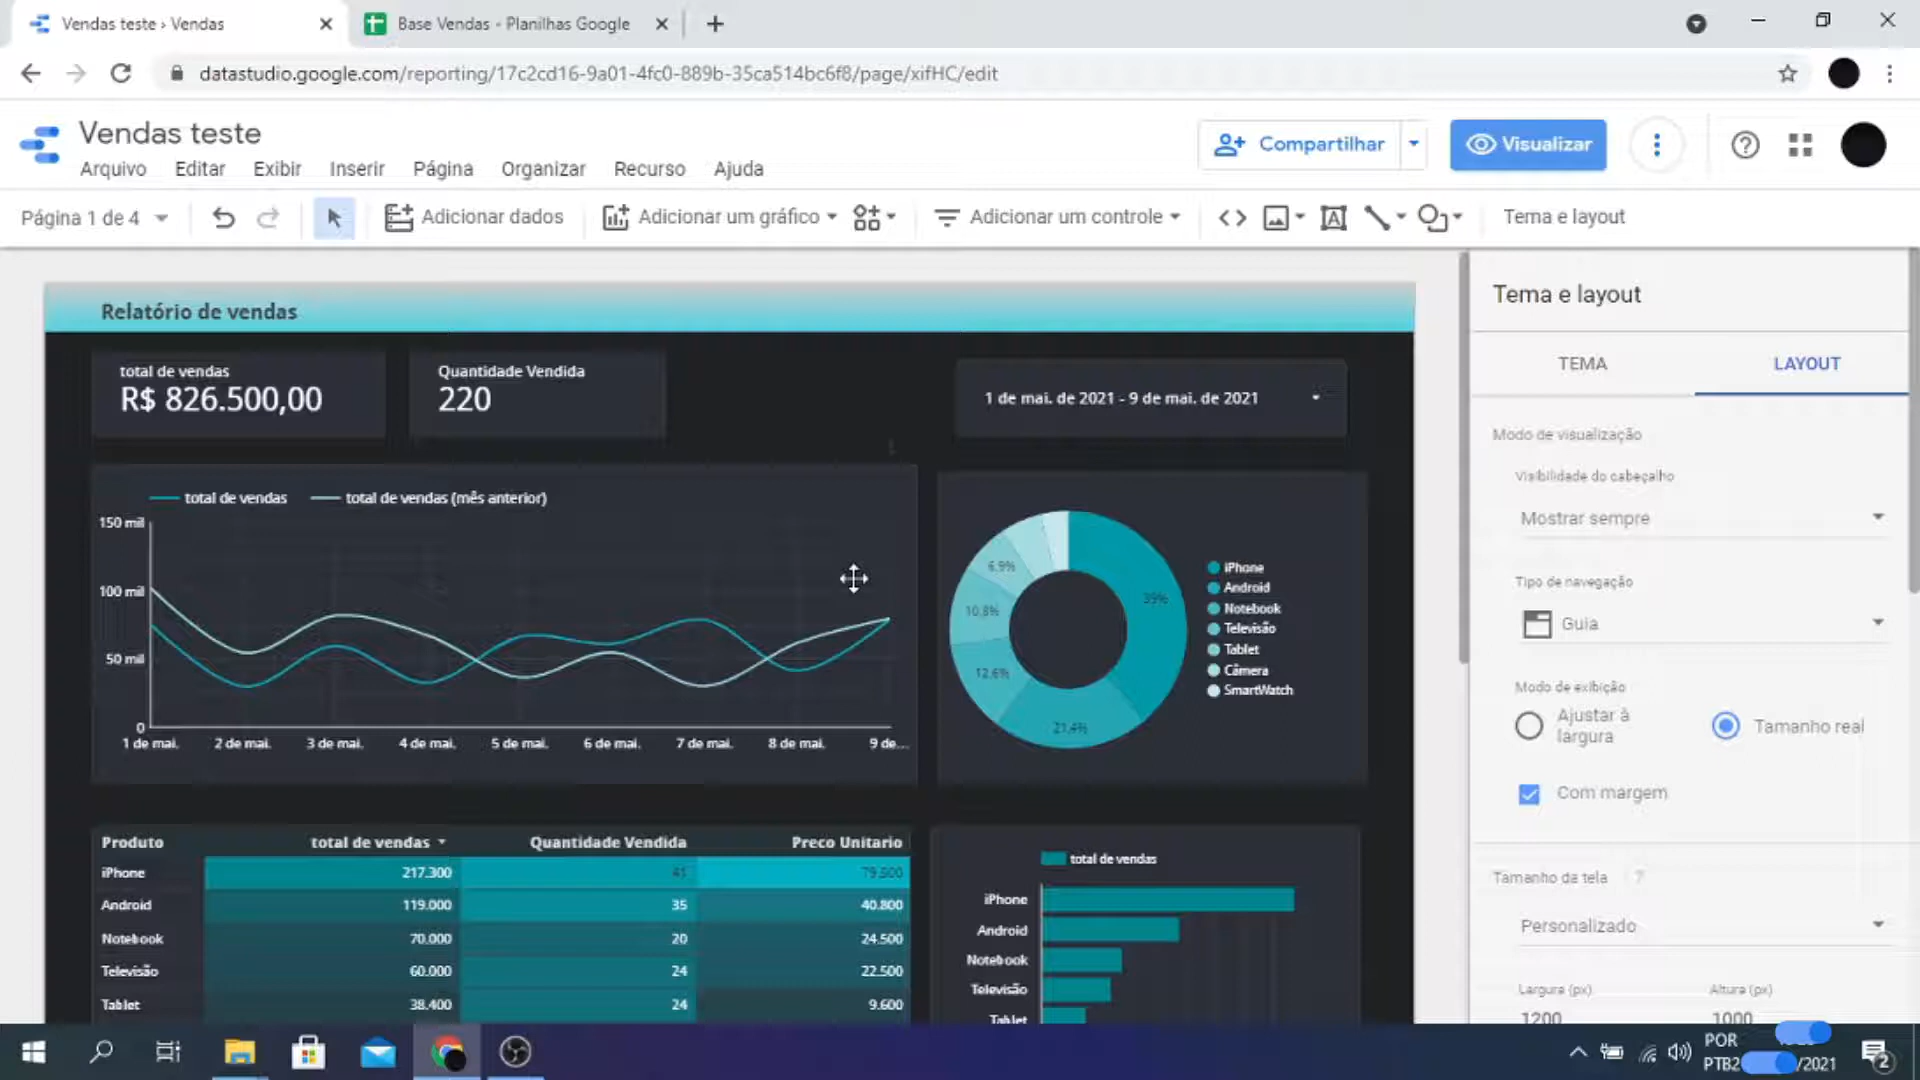 Vendas teste › Vendas
Base Vendas - Planilhas Google
datastudio.google.com/reporting/17c2cd16-9a01-4fc0-889b-35ca514bc6f8/page/xifHC/edit
Vendas teste
Arquivo Editar Exibir Inserir Página Organizar Recurso Ajuda
Compartilhar
Visualizar
Página 1 de 4
Adicionar dados
Adicionar um gráfico
Adicionar um controle
Tema e layout
Relatório de vendas
total de vendas
R$ 826.500,00
Quantidade Vendida
220
1 de mai. de 2021 - 9 de mai. de 2021
total de vendas total de vendas (mês anterior)
150 mil
100 mil
50 mil
0
1 de mai. 2 de mai. 3 de mai. 4 de mai. 5 de mai. 6 de mai. 7 de mai. 8 de mai. 9 de...
39%
21,4%
12,6%
10,8%
6,9%
iPhone
Android
Notebook
Televisão
Tablet
Câmera
SmartWatch
Produto total de vendas Quantidade Vendida Preco Unitario
iPhone 217.300 41 79.500
Android 119.000 35 40.800
Notebook 70.000 20 24.500
Televisão 60.000 24 22.500
Tablet 38.400 24 9.600
total de vendas
iPhone
Android
Notebook
Televisão
Tablet
Tema e layout
TEMA LAYOUT
Modo de visualização
Visibilidade do cabeçalho
Mostrar sempre
Tipo de navegação
Guia
Modo de exibição
Ajustar à
largura
Tamanho real
Com margem
Tamanho da tela ?
Personalizado
Largura (px) Altura (px)
1200 1000
POR
PTB2
/2021
2